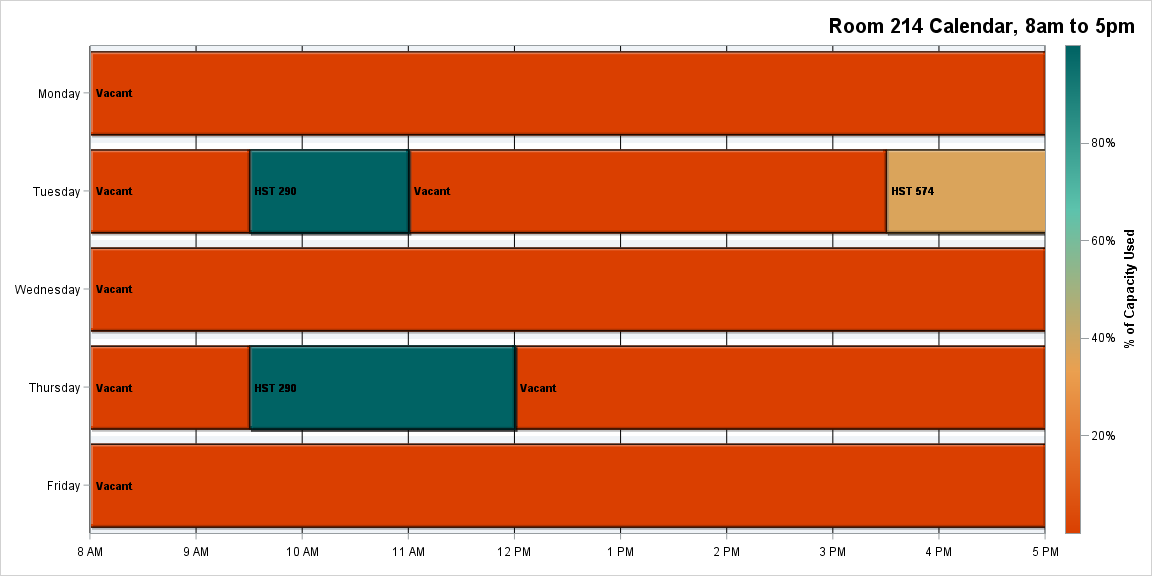 Room 214 Calendar, 8am to 5pm
Monday
Vacant
Tuesday
Vacant
HST 290
Vacant
HST 574
Wednesday
Vacant
Thursday
Vacant
HST 290
Vacant
Friday
Vacant
8 AM
9 AM
10 AM
11 AM
12 PM
1 PM
2 PM
3 PM
4 PM
5 PM
80%
60%
40%
20%
% of Capacity Used